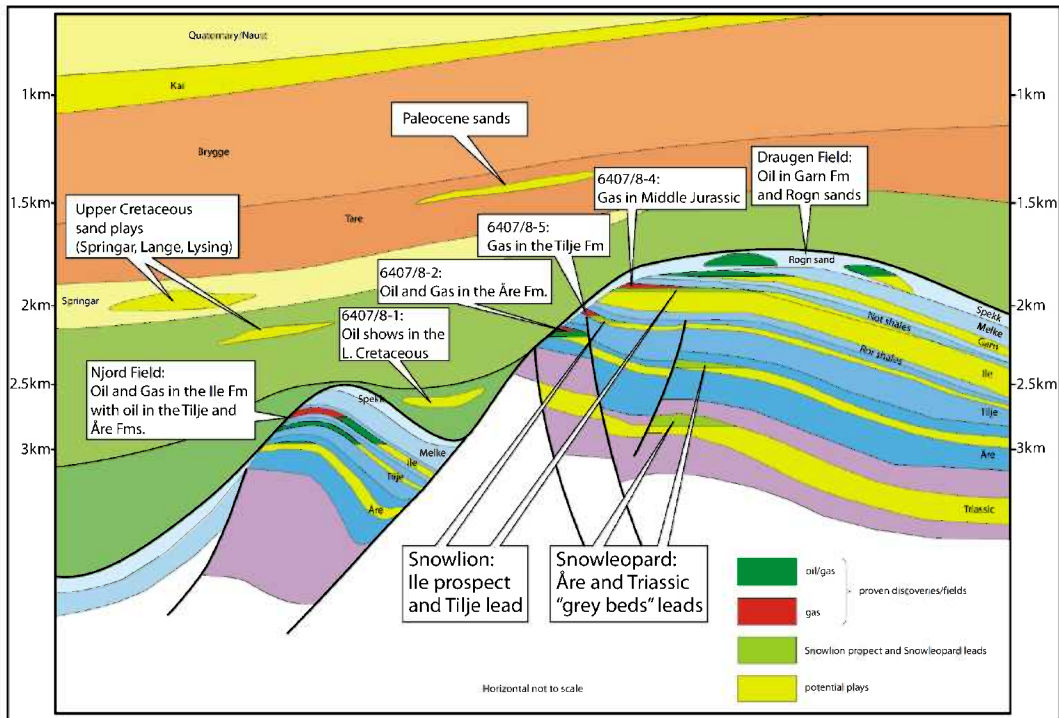 Quaternary/Naust
Kai
1km
1km
Paleocene sands
Brygge
Draugen Field:
Oil in Garn Fm
and Rogn sands
6407/8-4:
Gas in Middle Jurassic
1.5km
1.5km
Upper Cretaceous
sand plays
(Springar, Lange, Lysing)
Tare
6407/8-5:
Gas in the Tilje Fm
Rogn sand
6407/8-2:
Oil and Gas in the Åre Fm.
Springar
2km
2km
Spekk
Melke
Garn
Not shales
6407/8-1:
Oil shows in the
L. Cretaceous
Ror shales
Ile
2.5km
2.5km
Njord Field:
Oil and Gas in the Ile Fm
with oil in the Tilje and
Åre Fms.
Spekk
Tilje
3km
3km
Melke
Ile
Tilje
Åre
Åre
Triassic
Snowlion:
Ile prospect
and Tilje lead
Snowleopard:
Åre and Triassic
"grey beds" leads
oil/gas
gas
proven discoveries/fields
Snowlion propect and Snowleopard leads
potential plays
Horizontal not to scale